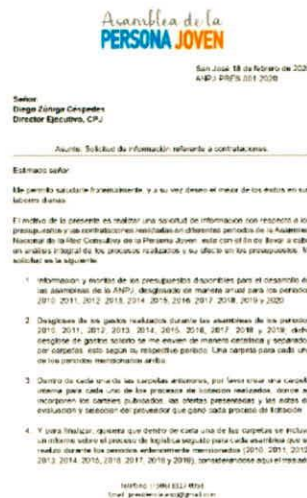 Asamblea de la
PERSONA JOVEN
San José 18 de febrero de 2020
ANPJ-PRES-001-2020
Señor
Diego Zúñiga Céspedes
Director Ejecutivo, CPJ
Asunto: Solicitud de información referente a contrataciones.
Estimado señor
Me permito saludarle fraternalmente, y a su vez deseo el mejor de los éxitos en sus
labores diarias.
El motivo de la presente es realizar una solicitud de información con respecto a los
presupuestos y las contrataciones realizadas en diferentes periodos de la Asamblea
Nacional de la Red Consultiva de la Persona Joven, esto con el fin de llevar a cabo
un análisis integral de los procesos realizados y su efecto en los presupuestos. Mi
solicitud es la siguiente:
1. Información y montos de los presupuestos disponibles para el desarrollo de
las asambleas de la ANPJ, desglosado de manera anual para los periodos
2010, 2011, 2012, 2013, 2014, 2015, 2016, 2017, 2018, 2019 y 2020.
2. Desgloses de los gastos realizados durante las asambleas de los periodos
2010, 2011, 2012, 2013, 2014, 2015, 2016, 2017, 2018 y 2019, dicho
desglose de gastos solicito se me envíen de manera detallada y separado
por carpetas, esto según su respectivo periodo. Una carpeta para cada uno
de los periodos mencionados arriba.
3. Dentro de cada una de las carpetas anteriores, por favor crear una carpeta
interna para cada uno de los procesos de licitación realizados, donde se
incorporen los carteles publicados, las ofertas presentadas y las actas de
evaluación y selección del proveedor que ganó cada proceso de licitación.
4. Y para finalizar, quisiera que dentro de cada una de las carpetas se incluya
un informe sobre el proceso de logística seguido para cada asamblea que se
realizó durante los periodos anteriormente mencionados (2010, 2011, 2012,
2013, 2014, 2015, 2016, 2017, 2018 y 2019), considerándose aquí el traslado
Teléfono:
Email: